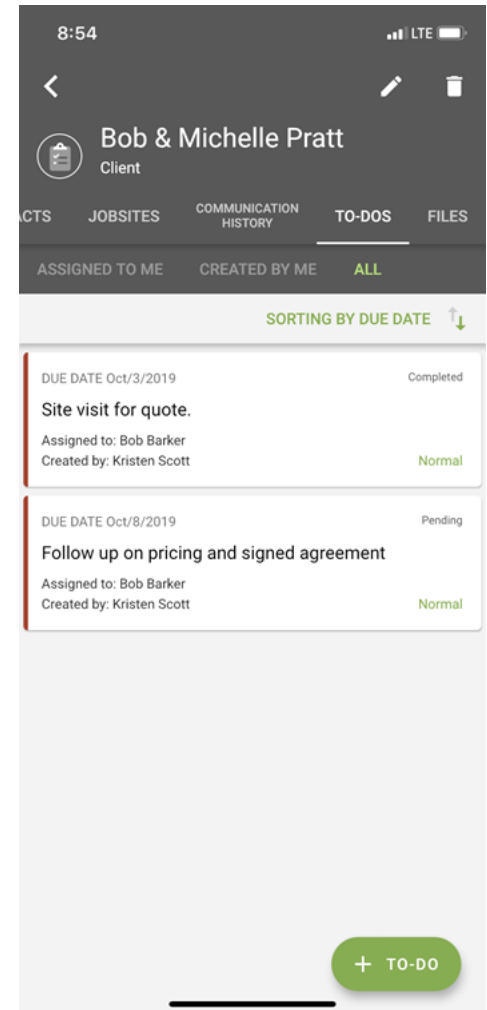 8:54
LTE
Bob & Michelle Pratt
Client
ACTS JOBSITES COMMUNICATION HISTORY TO-DOS FILES
ASSIGNED TO ME CREATED BY ME ALL
SORTING BY DUE DATE
DUE DATE Oct/3/2019 Completed
Site visit for quote.
Assigned to: Bob Barker
Created by: Kristen Scott Normal
DUE DATE Oct/8/2019 Pending
Follow up on pricing and signed agreement
Assigned to: Bob Barker
Created by: Kristen Scott Normal
+ TO-DO